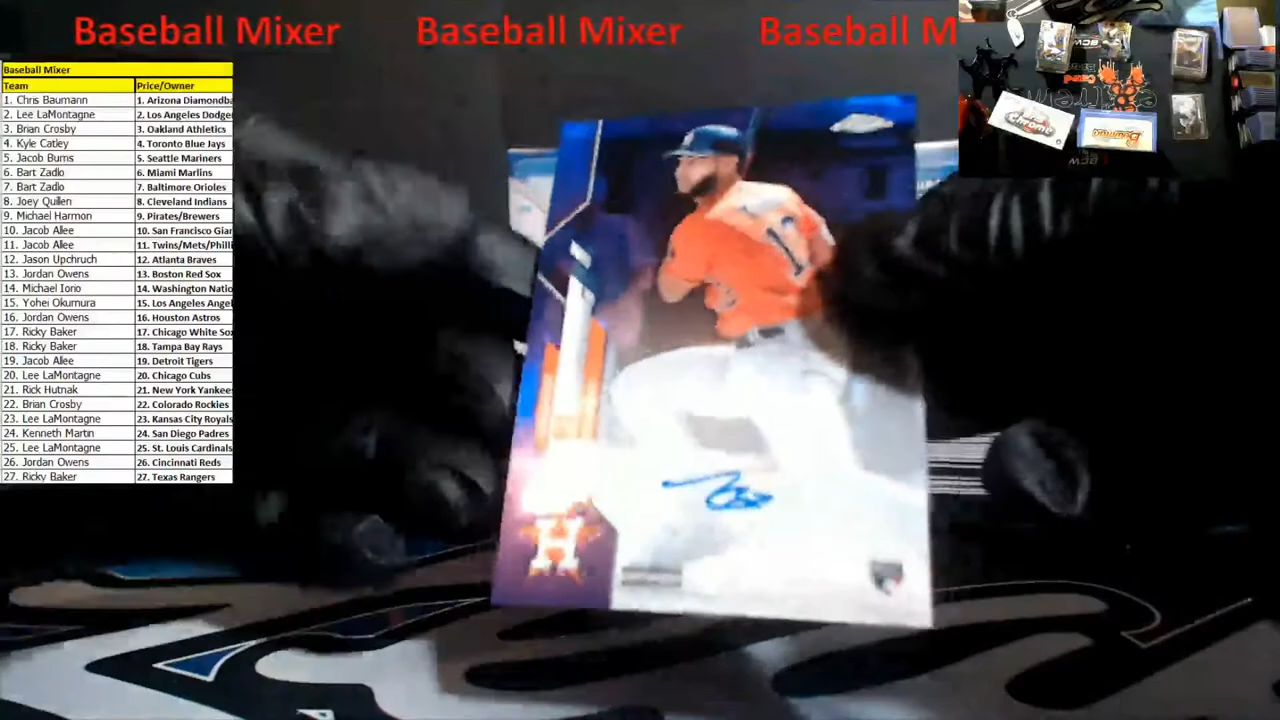 Baseball Mixer Baseball Mixer Baseball M
Baseball Mixer
Team Price/Owner
1. Chris Baumann 1. Arizona Diamondba
2. Lee LaMontagne 2. Los Angeles Dodge
3. Brian Crosby 3. Oakland Athletics
4. Kyle Catley 4. Toronto Blue Jays
5. Jacob Burns 5. Seattle Mariners
6. Bart Zadlo 6. Miami Marlins
7. Bart Zadlo 7. Baltimore Orioles
8. Joey Quillen 8. Cleveland Indians
9. Michael Harmon 9. Pirates/Brewers
10. Jacob Allee 10. San Francisco Gian
11. Jacob Allee 11. Twins/Mets/Philli
12. Jason Upchurch 12. Atlanta Braves
13. Jordan Owens 13. Boston Red Sox
14. Michael Iorio 14. Washington Natio
15. Yohei Okumura 15. Los Angeles Angel
16. Jordan Owens 16. Houston Astros
17. Ricky Baker 17. Chicago White Sox
18. Ricky Baker 18. Tampa Bay Rays
19. Jacob Allee 19. Detroit Tigers
20. Lee LaMontagne 20. Chicago Cubs
21. Rick Hutnak 21. New York Yankee
22. Brian Crosby 22. Colorado Rockies
23. Lee LaMontagne 23. Kansas City Royals
24. Kenneth Martin 24. San Diego Padres
25. Lee LaMontagne 25. St. Louis Cardinals
26. Jordan Owens 26. Cincinnati Reds
27. Ricky Baker 27. Texas Rangers
H
Chrome
BCW